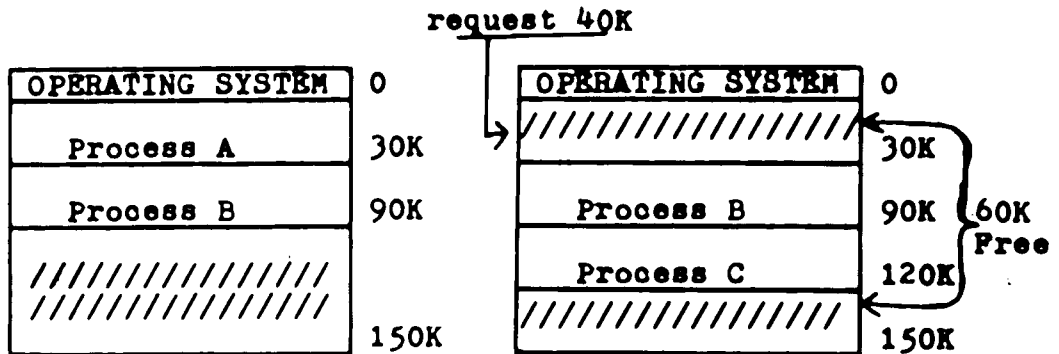 request 40K
OPERATING SYSTEM 0
Process A 30K
Process B 90K
150K
OPERATING SYSTEM 0
30K
Process B 90K
60K
Free
Process C 120K
150K